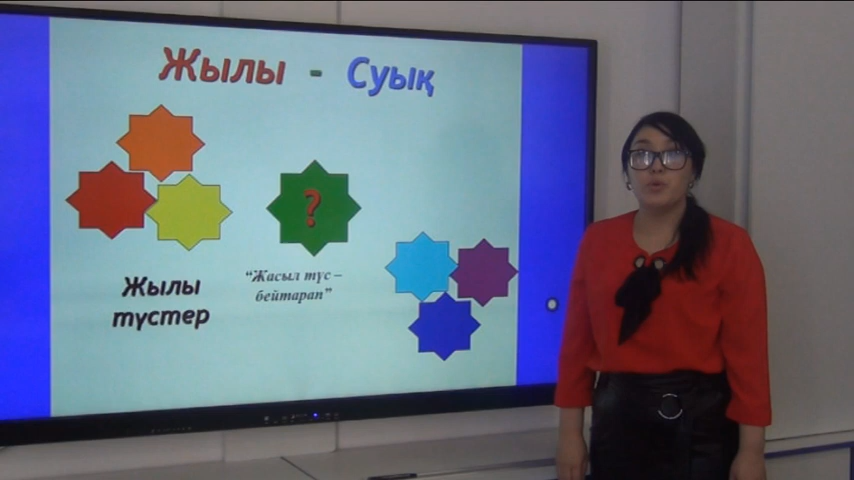 Жылы - Суық
?
Жылы
түстер
“Жасыл түс –
бейтарап”